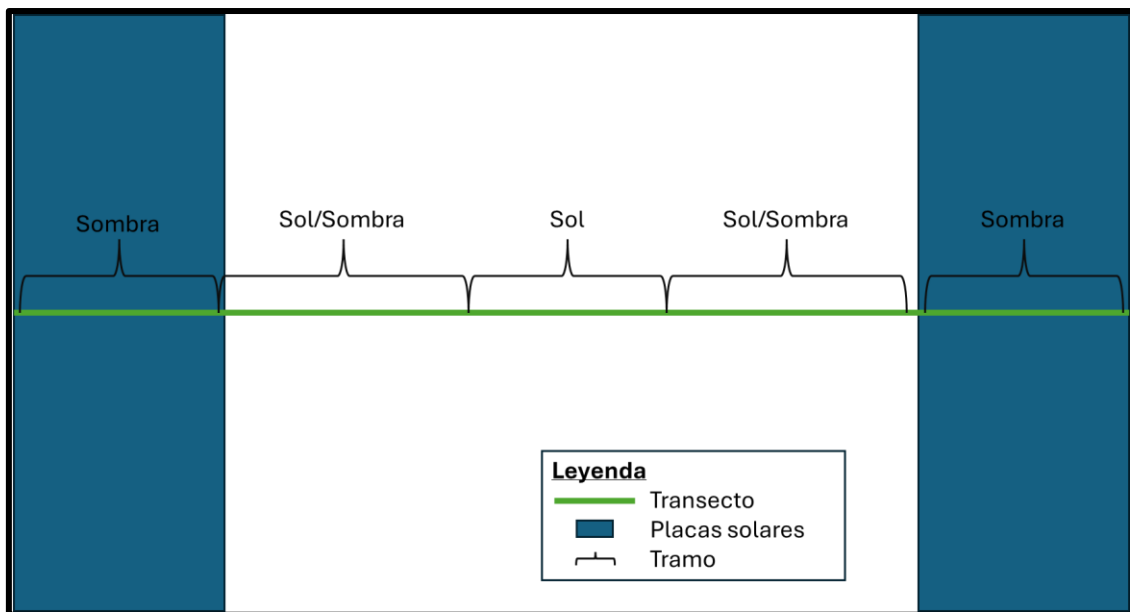 Sombra
Sol/Sombra
Sol
Sol/Sombra
Sombra
Leyenda
Transecto
Placas solares
Tramo